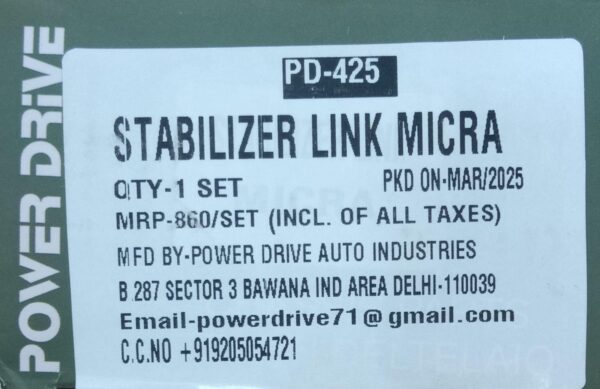 POWER DRiVE
PD-425
STABILIZER LINK MICRA
QTY-1 SET PKD ON-MAR/2025
MRP-860/SET (INCL. OF ALL TAXES)
MFD BY-POWER DRIVE AUTO INDUSTRIES
B 287 SECTOR 3 BAWANA IND AREA DELHI-110039
Email-powerdrive71@gmail.com
C.C.NO +919205054721